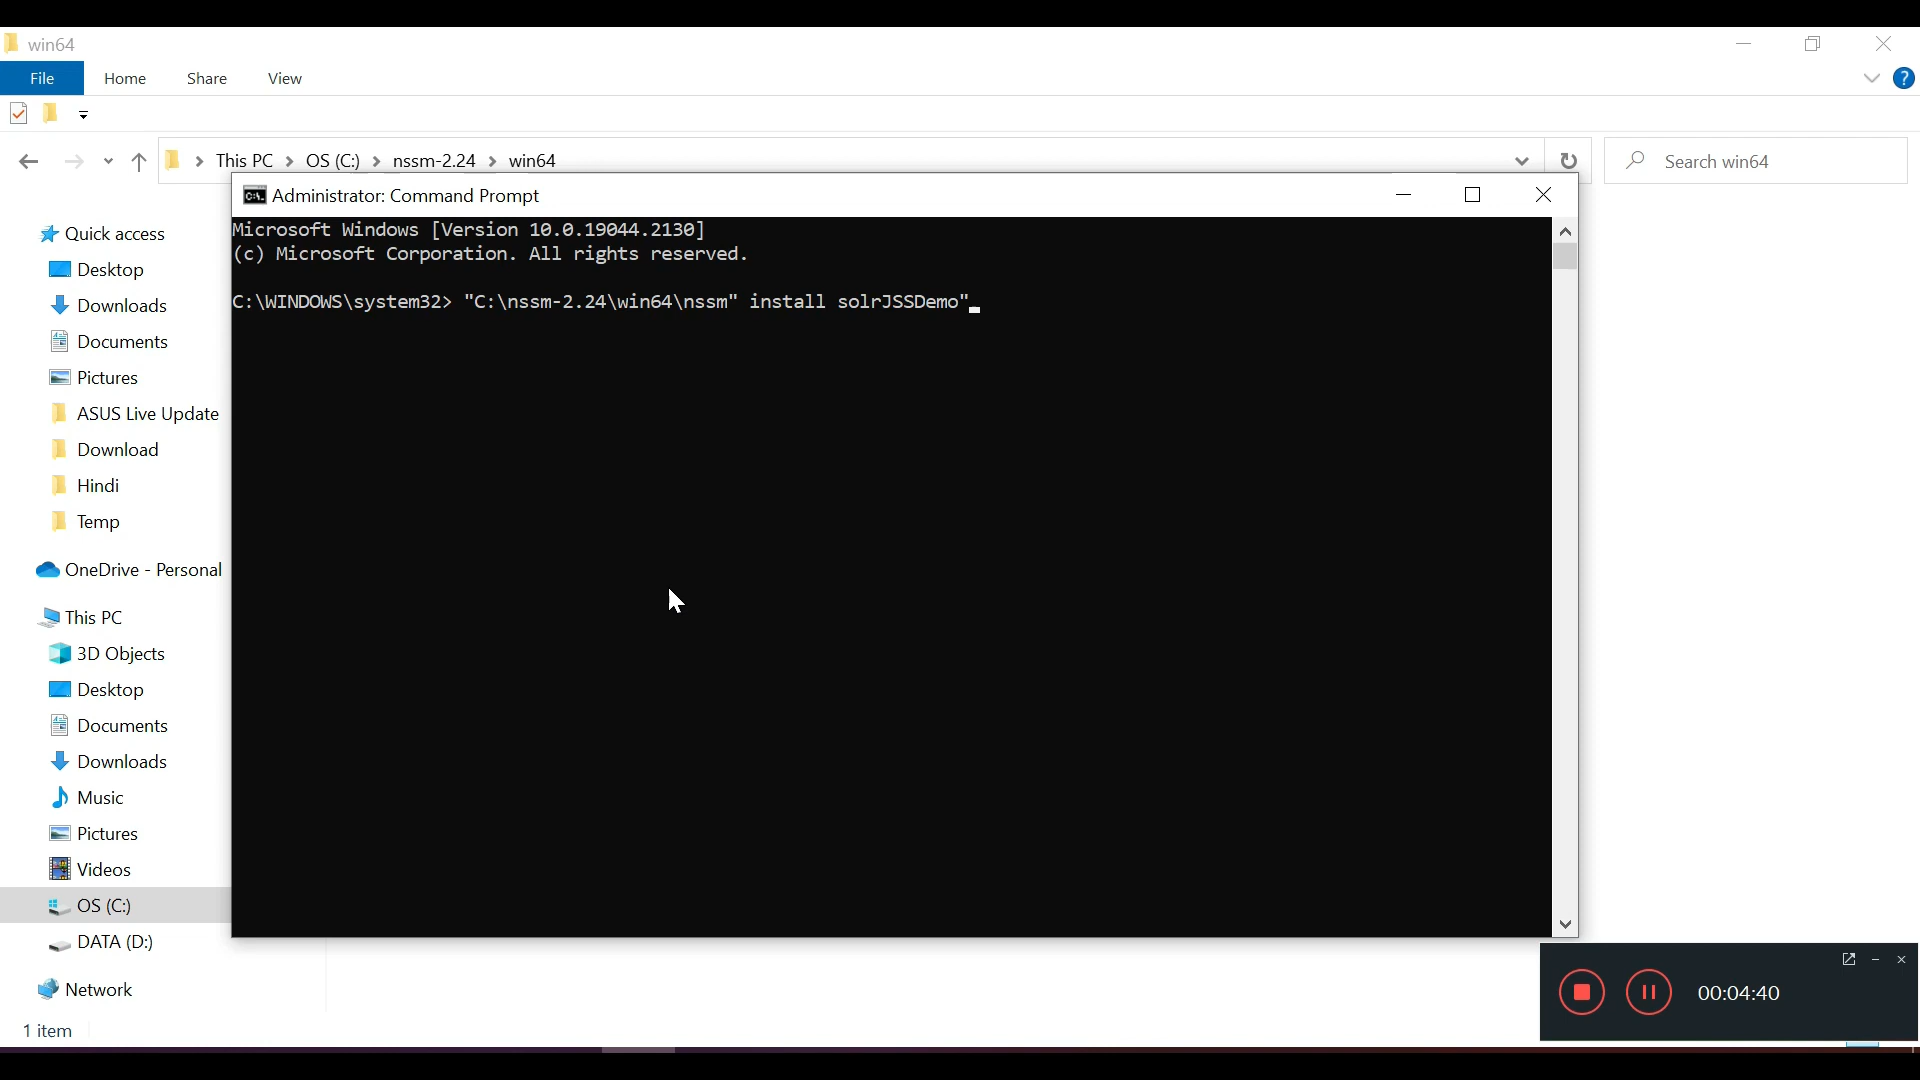 win64
File Home Share View
?
This PC > OS (C:) > nssm-2.24 > win64
Search win64
Administrator: Command Prompt
Microsoft Windows [Version 10.0.19044.2130]
(c) Microsoft Corporation. All rights reserved.
C:\WINDOWS\system32> "C:\nssm-2.24\win64\nssm" install solrJSSDemo"
Quick access
Desktop
Downloads
Documents
Pictures
ASUS Live Update
Download
Hindi
Temp
OneDrive - Personal
This PC
3D Objects
Desktop
Documents
Downloads
Music
Pictures
Videos
OS (C:)
DATA (D:)
Network
1 item
00:04:40